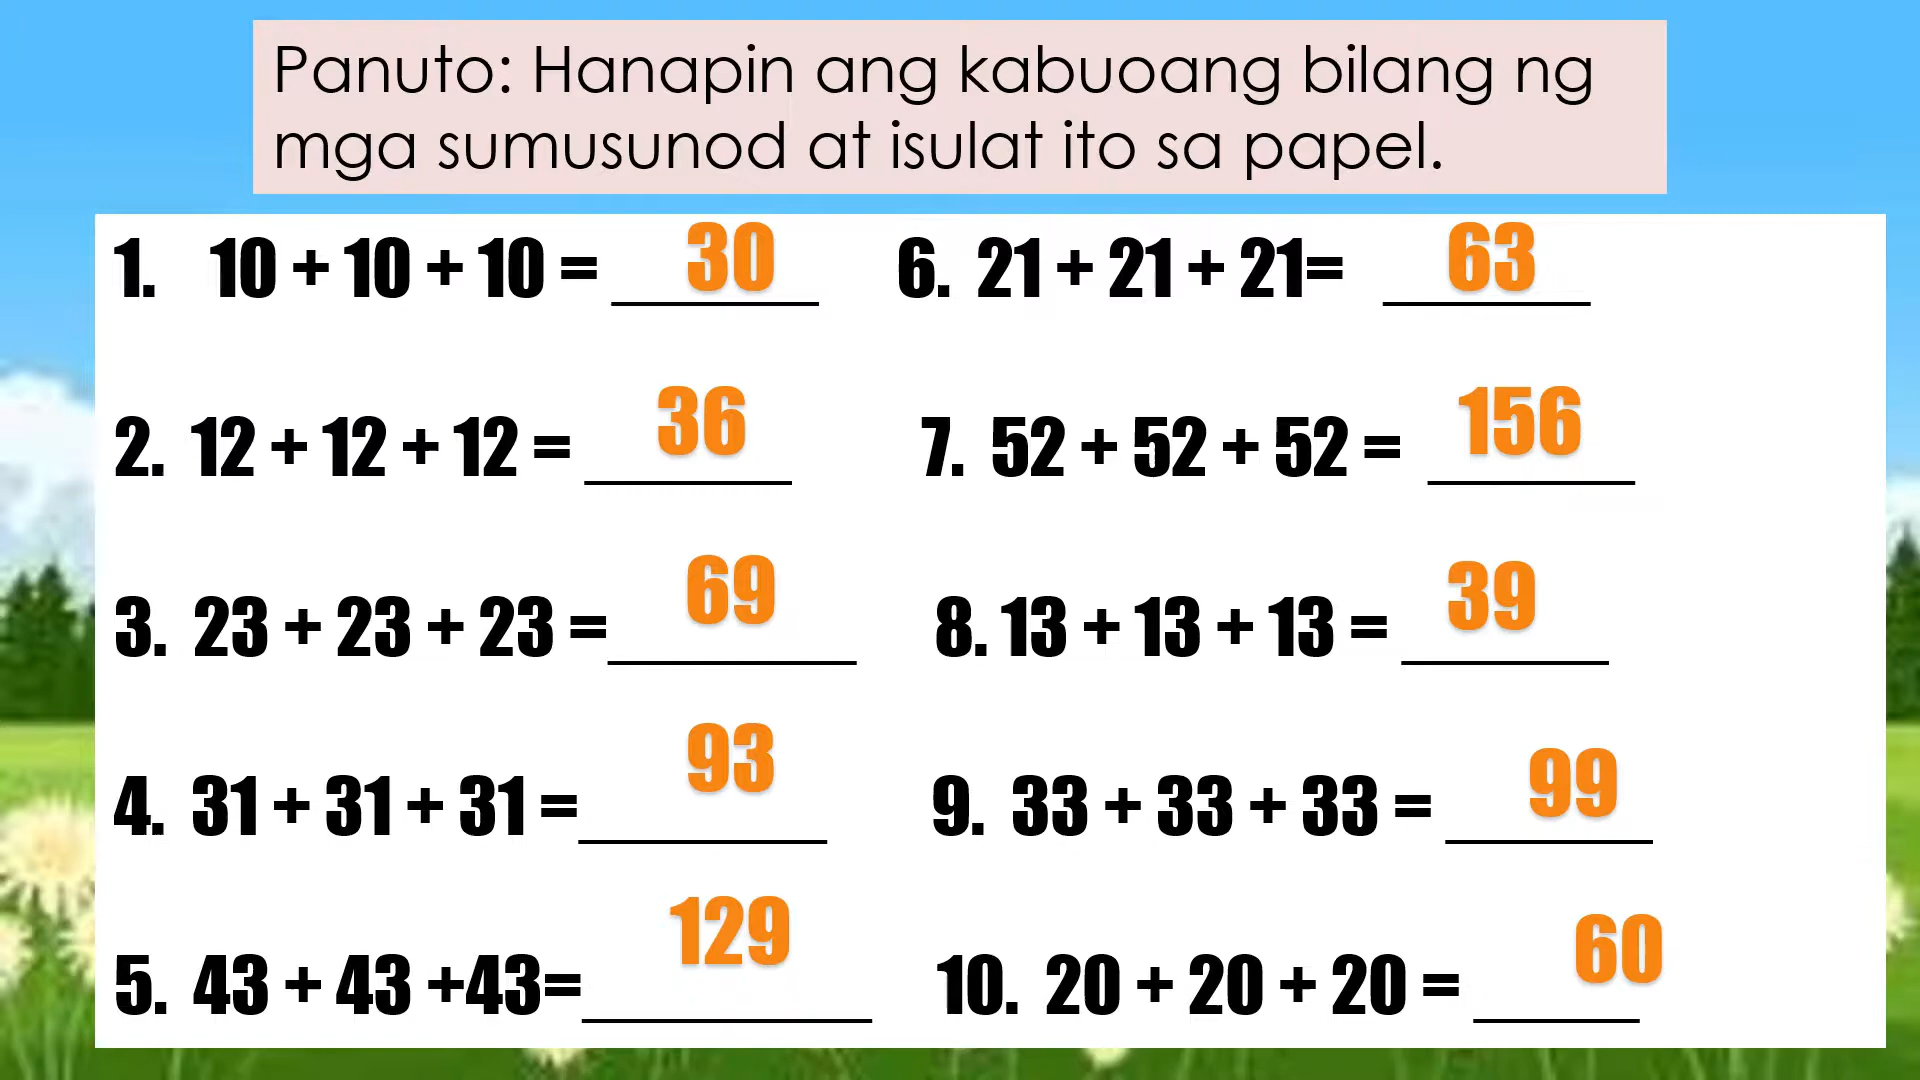 Panuto: Hanapin ang kabuoang bilang ng
mga sumusunod at isulat ito sa papel.
1. 10 + 10 + 10 = 30
6. 21 + 21 + 21= 63
2. 12 + 12 + 12 = 36
7. 52 + 52 + 52 = 156
3. 23 + 23 + 23 = 69
8. 13 + 13 + 13 = 39
4. 31 + 31 + 31 = 93
9. 33 + 33 + 33 = 99
5. 43 + 43 +43= 129
10. 20 + 20 + 20 = 60